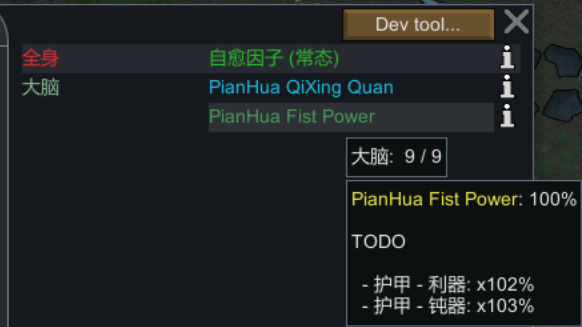 Dev tool...
全身 自愈因子 (常态)
大脑 PianHua QiXing Quan
PianHua Fist Power
大脑: 9 / 9
PianHua Fist Power: 100%
TODO
- 护甲 - 利器: x102%
- 护甲 - 钝器: x103%